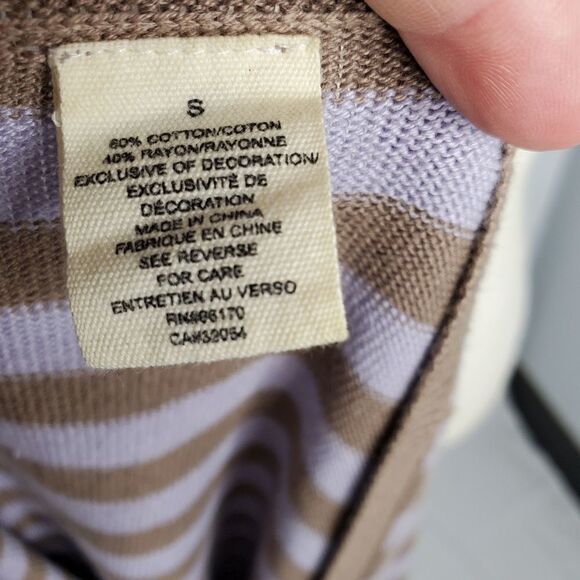 S
60% COTTON/COTON
40% RAYON/RAYONNE
EXCLUSIVE OF DECORATION/
EXCLUSIVITÉ DE
DÉCORATION
MADE IN CHINA
FABRIQUE EN CHINE
SEE REVERSE
FOR CARE
ENTRETIEN AU VERSO
CA#32054